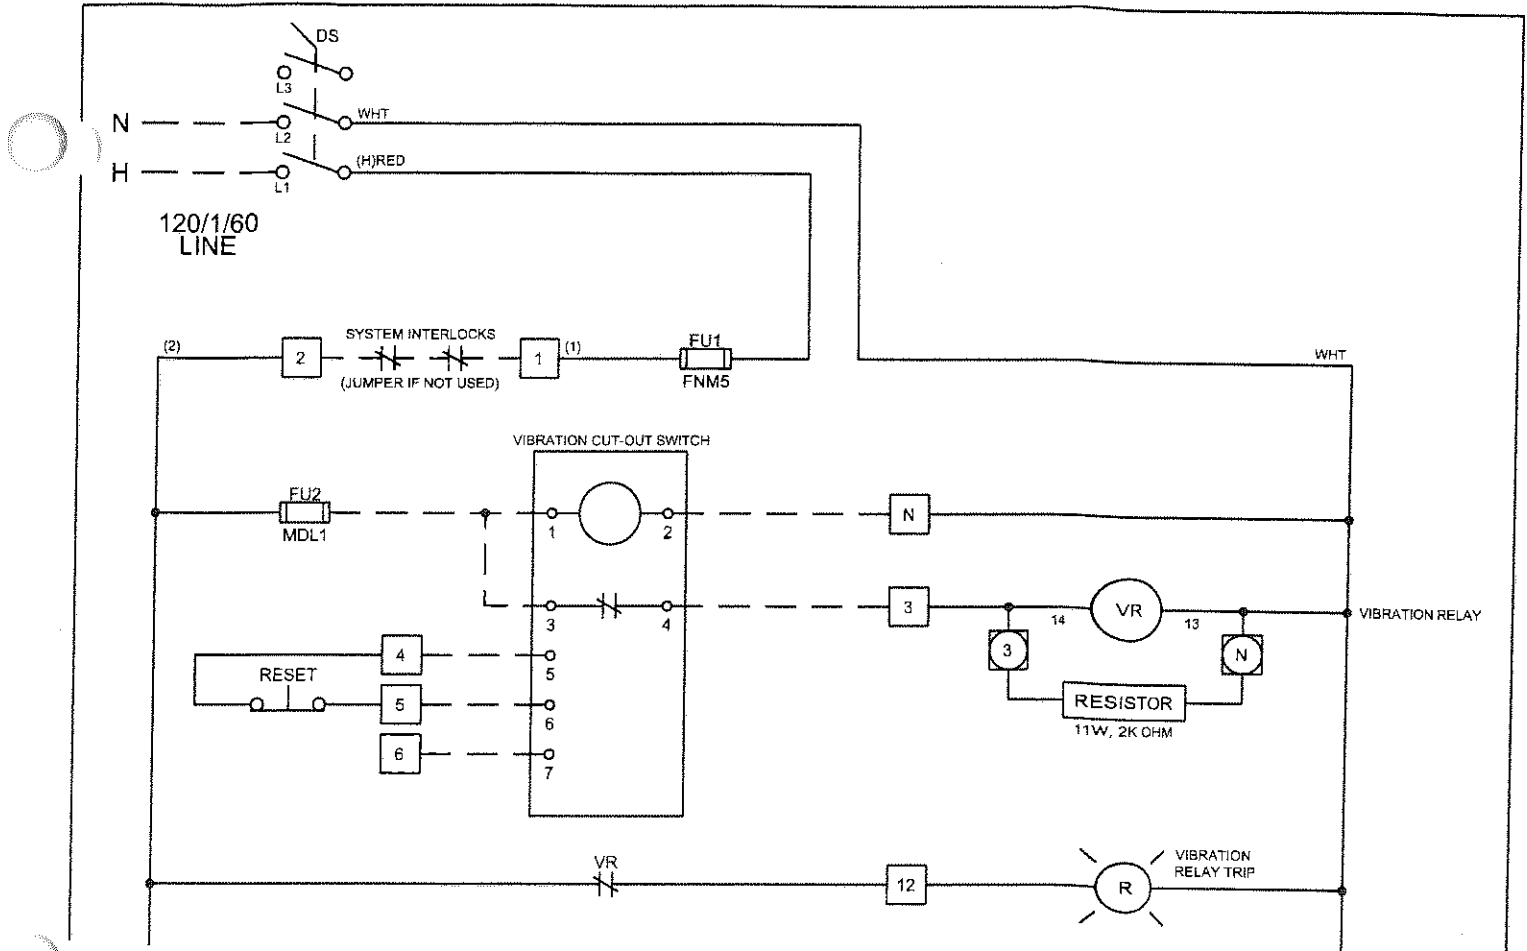 DS
L3
N
L2
WHT
H
L1
(H)RED
120/1/60
LINE
(2)
2
SYSTEM INTERLOCKS
(JUMPER IF NOT USED)
1
(1)
FU1
FNM5
WHT
VIBRATION CUT-OUT SWITCH
FU2
MDL1
1
2
N
3
4
3
14
VR
13
VIBRATION RELAY
3
N
RESISTOR
11W, 2K OHM
4
5
RESET
5
6
6
7
VR
12
R
VIBRATION
RELAY TRIP